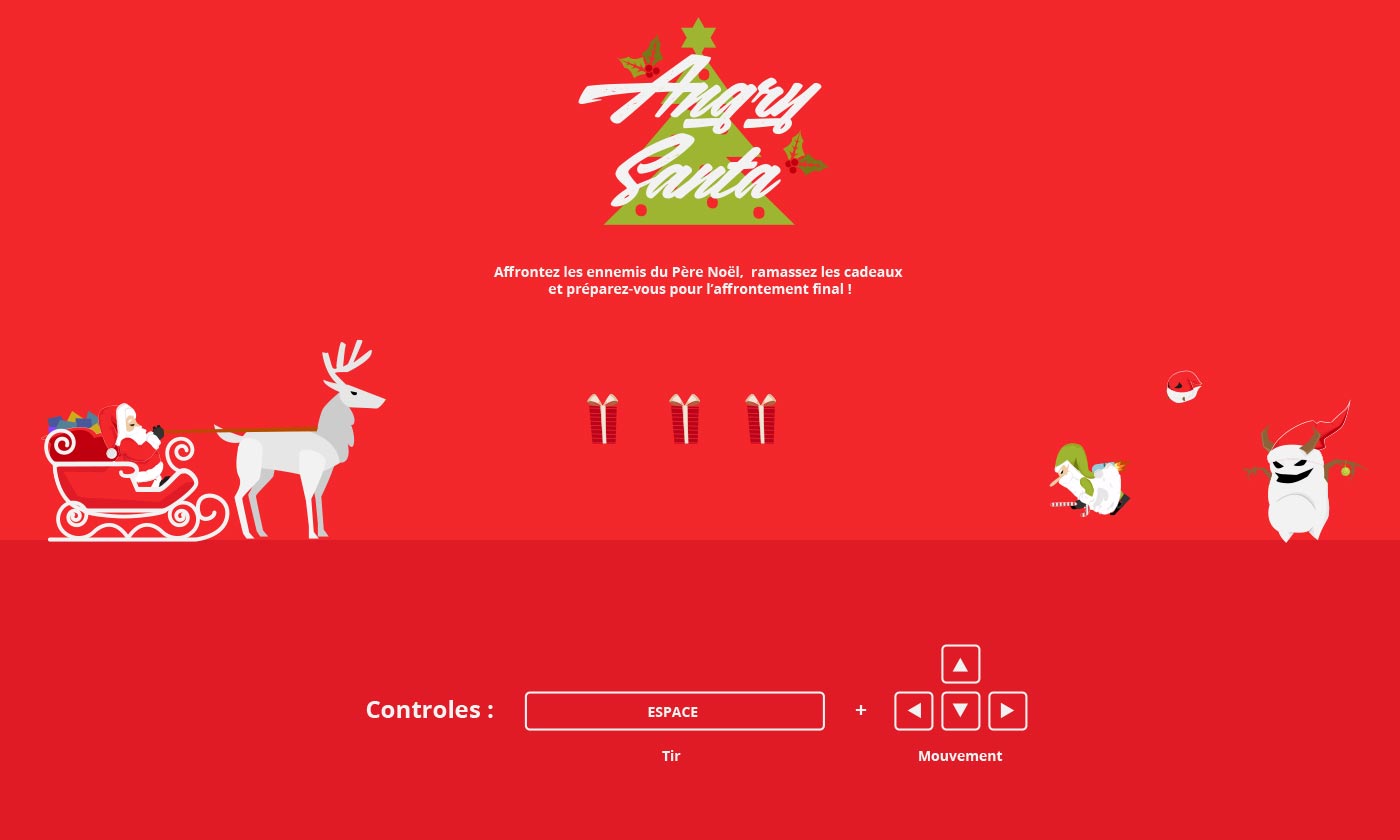 Angry
Santa
Affrontez les ennemis du Père Noël,  ramassez les cadeaux
et préparez-vous pour l’affrontement final !
Controles :
ESPACE
+
Tir
Mouvement